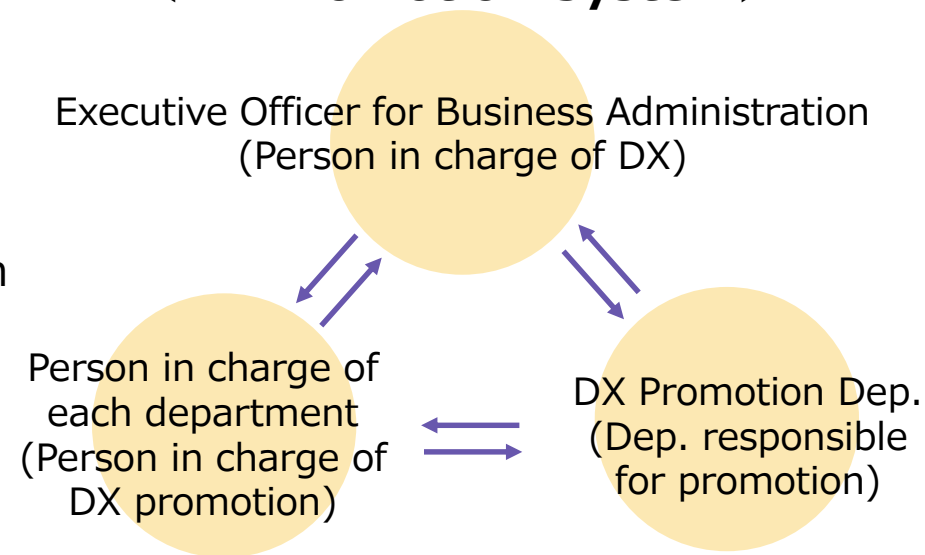 Executive Officer for Business Administration
(Person in charge of DX)
Person in charge of
each department
(Person in charge of
DX promotion)
DX Promotion Dep.
(Dep. responsible
for promotion)